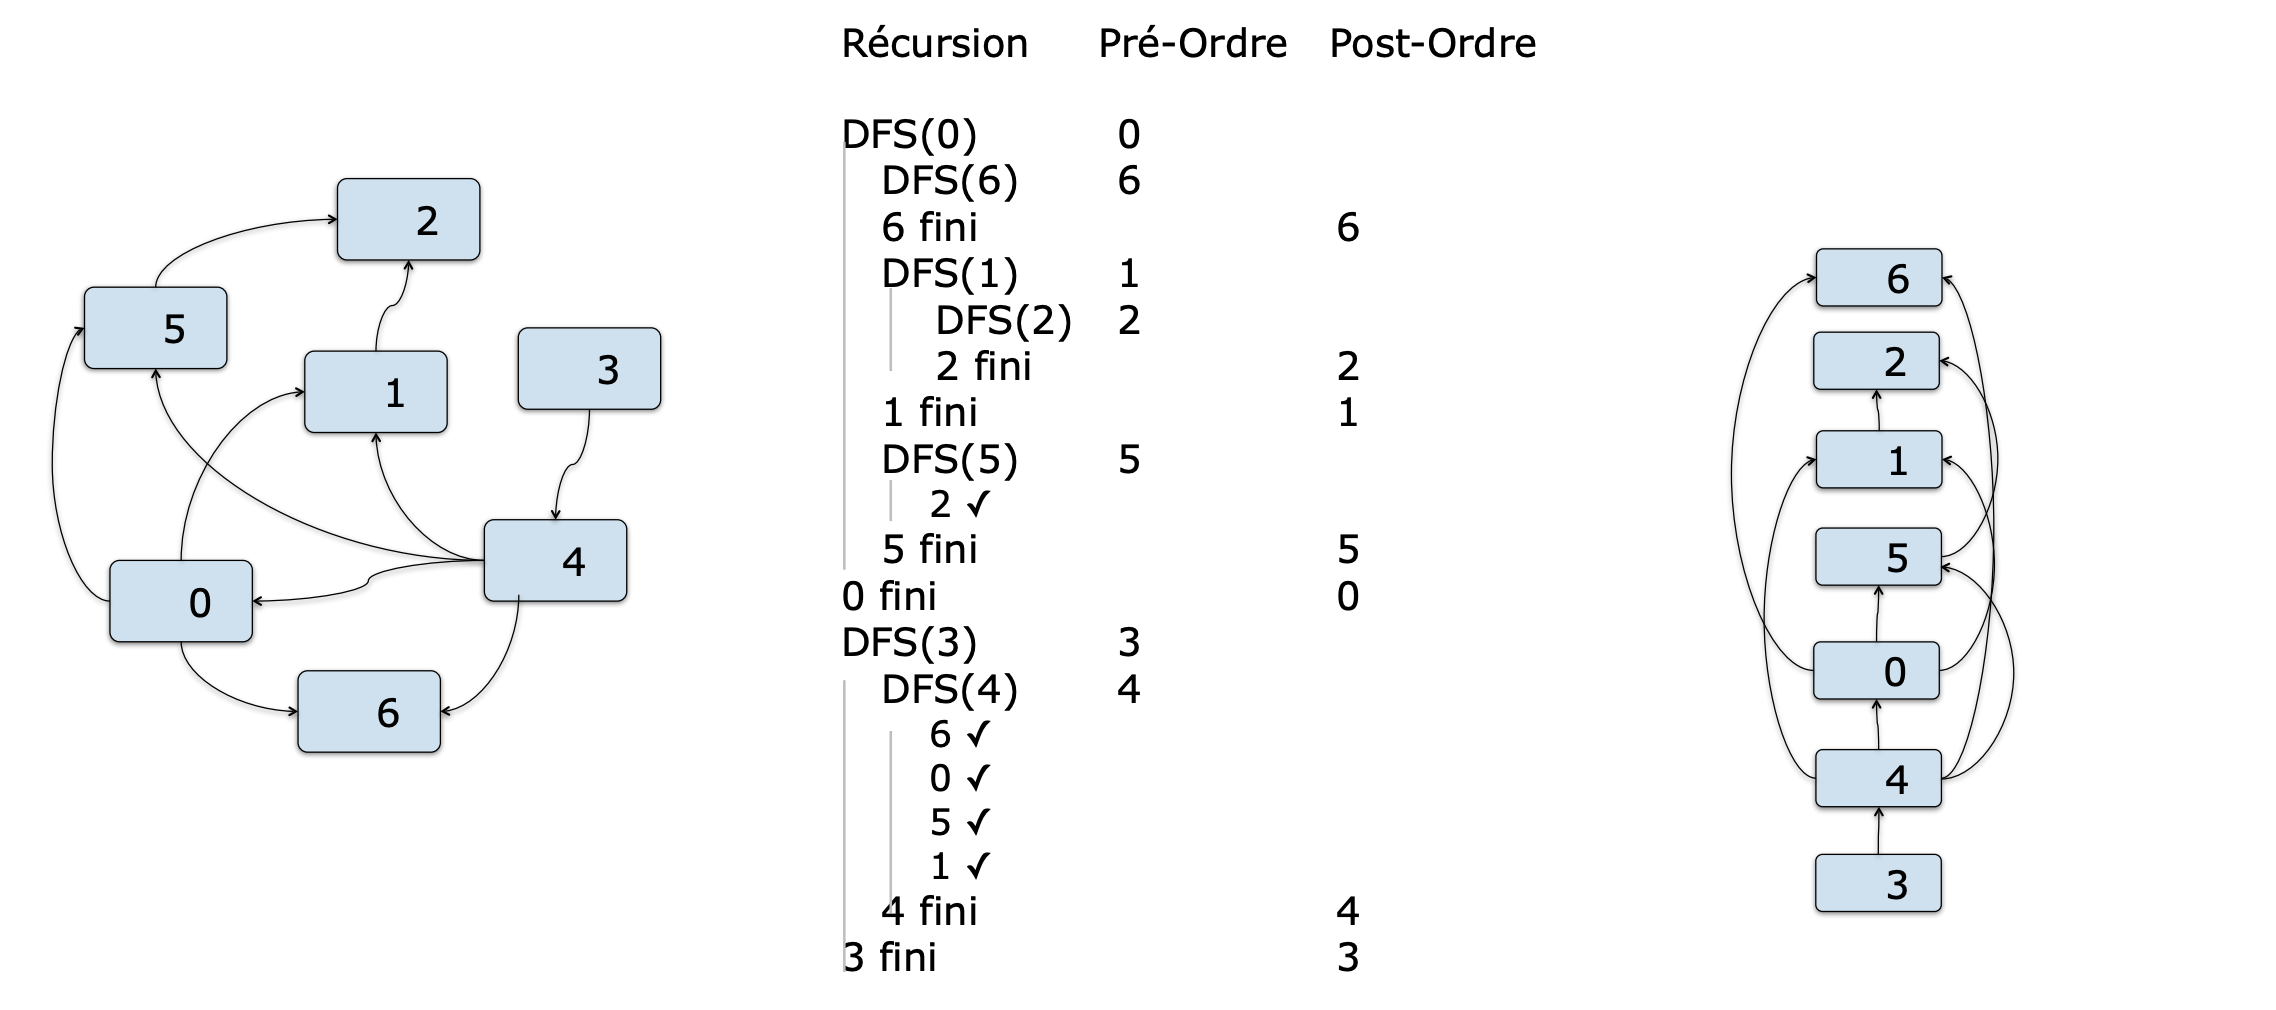 Récursion Pré-Ordre Post-Ordre
DFS(0) 0
DFS(6) 6
6 fini 6
DFS(1) 1
DFS(2) 2
2 fini 2
1 fini 1
DFS(5) 5
2 ✓
5 fini 5
0 fini 0
DFS(3) 3
DFS(4) 4
6 ✓
0 ✓
5 ✓
1 ✓
4 fini 4
3 fini 3
2
5
1
3
4
0
6
6
2
1
5
0
4
3